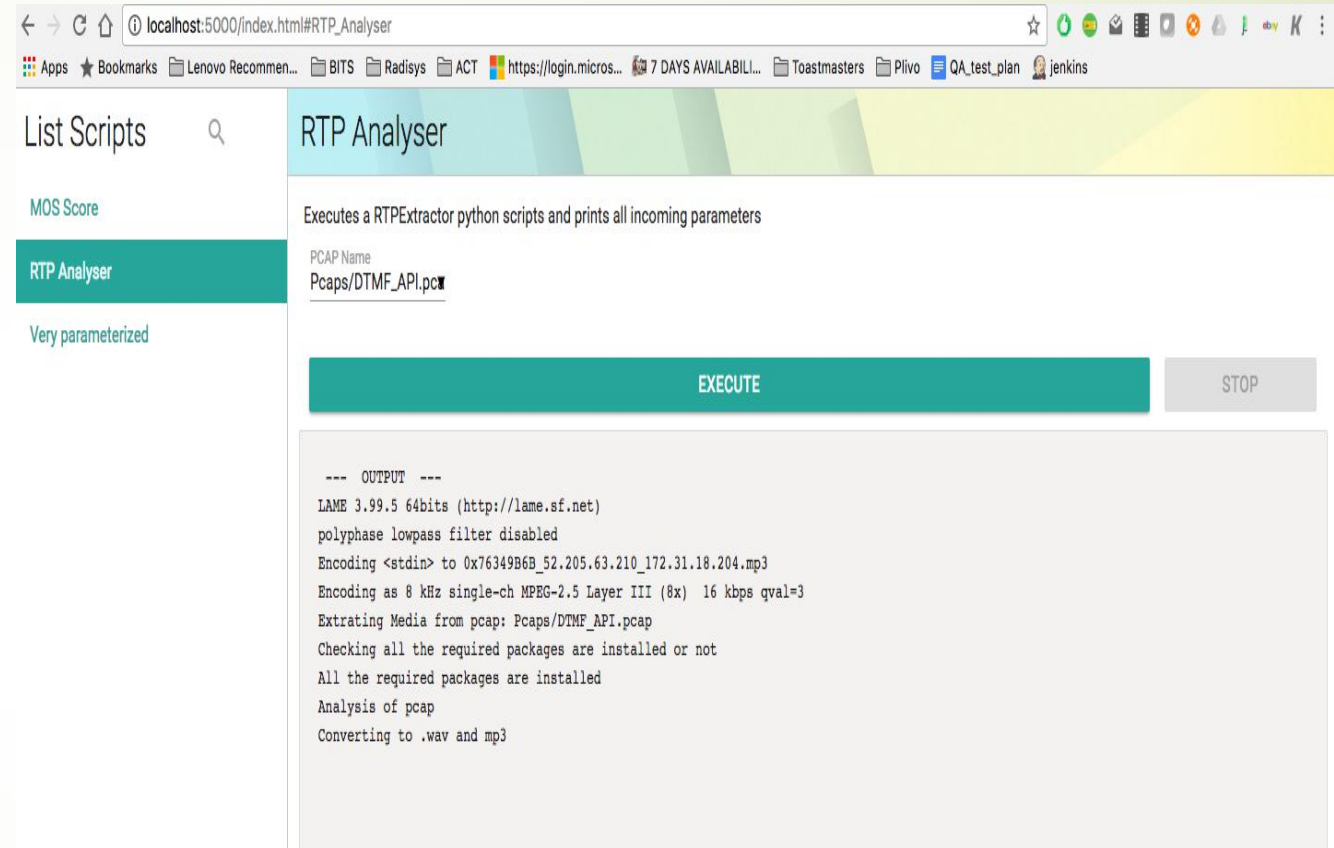 localhost:5000/index.html#RTP_Analyser
ebay K
Apps Bookmarks Lenovo Recommen... BITS Radisys ACT https://login.micros... 7 DAYS AVAILABILI... Toastmasters Plivo QA_test_plan jenkins
List Scripts
RTP Analyser
MOS Score
RTP Analyser
Very parameterized
Executes a RTPExtractor python scripts and prints all incoming parameters
PCAP Name
Pcaps/DTMF_API.pc
EXECUTE
STOP
--- OUTPUT ---
LAME 3.99.5 64bits (http://lame.sf.net)
polyphase lowpass filter disabled
Encoding <stdin> to 0x76349B6B_52.205.63.210_172.31.18.204.mp3
Encoding as 8 kHz single-ch MPEG-2.5 Layer III (8x) 16 kbps qval=3
Extrating Media from pcap: Pcaps/DTMF_API.pcap
Checking all the required packages are installed or not
All the required packages are installed
Analysis of pcap
Converting to .wav and mp3